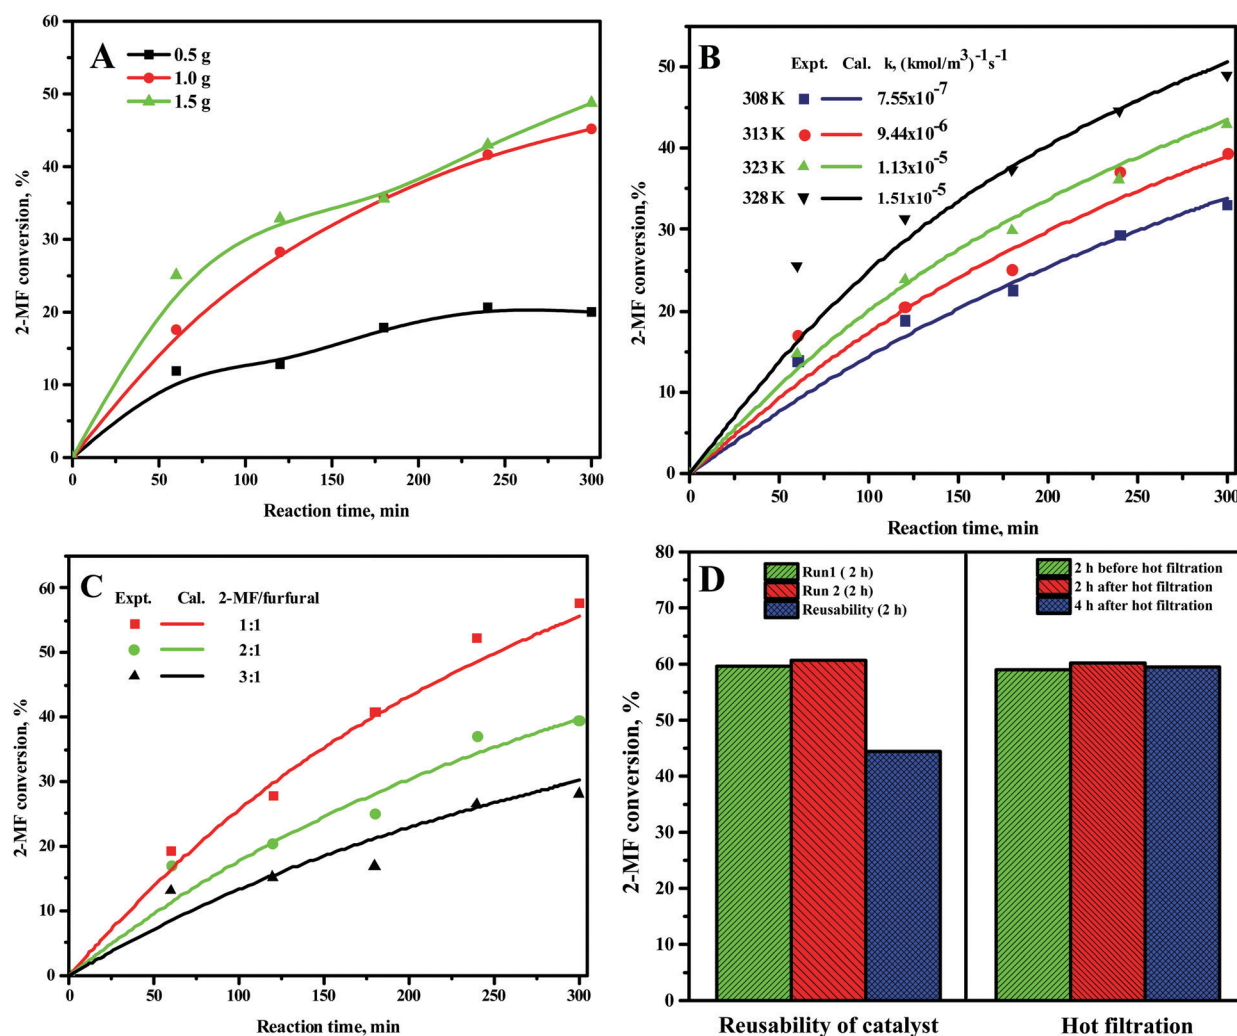 A
0.5 g
1.0 g
1.5 g
60
50
40
30
20
10
0
2-MF conversion, %
0 50 100 150 200 250 300
Reaction time, min
B
Expt. Cal. k, (kmol/m³)⁻¹s⁻¹
308 K 7.55x10⁻⁷
313 K 9.44x10⁻⁶
323 K 1.13x10⁻⁵
328 K 1.51x10⁻⁵
50
40
30
20
10
0
2-MF conversion,%
0 50 100 150 200 250 300
Reaction time, min
C
Expt. Cal. 2-MF/furfural
1:1
2:1
3:1
60
50
40
30
20
10
0
2-MF conversion, %
0 50 100 150 200 250 300
Reaction time, min
D
Run1 ( 2 h)
Run 2 (2 h)
Reusability (2 h)
2 h before hot filtration
2 h after hot filtration
4 h after hot filtration
80
70
60
50
40
30
20
10
0
2-MF conversion, %
Reusability of catalyst
Hot filtration